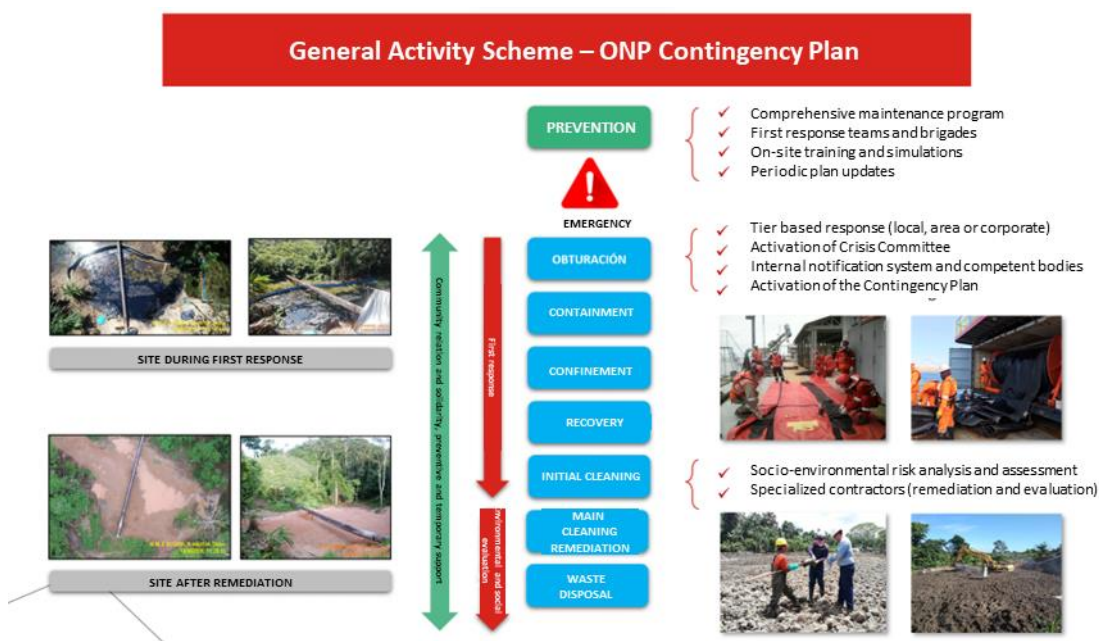 General Activity Scheme – ONP Contingency Plan
PREVENTION
Comprehensive maintenance program
First response teams and brigades
On-site training and simulations
Periodic plan updates
EMERGENCY
OBTURACIÓN
Tier based response (local, area or corporate)
Activation of Crisis Committee
Internal notification system and competent bodies
Activation of the Contingency Plan
CONTAINMENT
CONFINEMENT
RECOVERY
INITIAL CLEANING
Socio-environmental risk analysis and assessment
Specialized contractors (remediation and evaluation)
MAIN
CLEANING
REMEDIATION
WASTE
DISPOSAL
Community relation and solidarity, preventive and temporary support
First response
nvironmental and social
evaluation
SITE DURING FIRST RESPONSE
SITE AFTER REMEDIATION